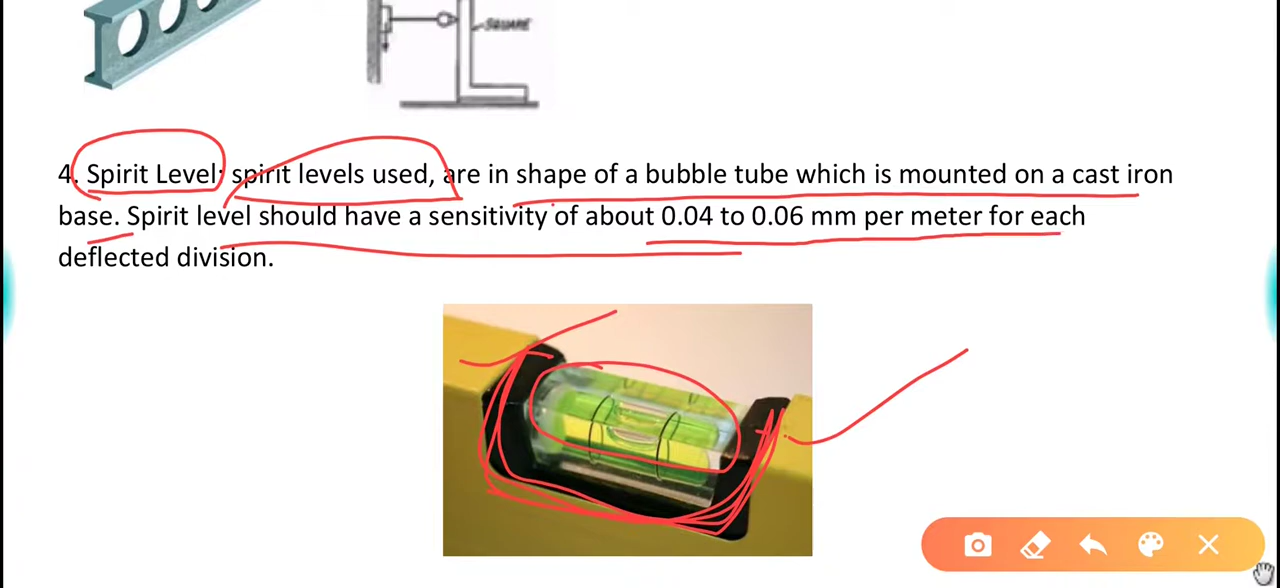 SQUARE
4. Spirit Level: spirit levels used, are in shape of a bubble tube which is mounted on a cast iron
base. Spirit level should have a sensitivity of about 0.04 to 0.06 mm per meter for each
deflected division.